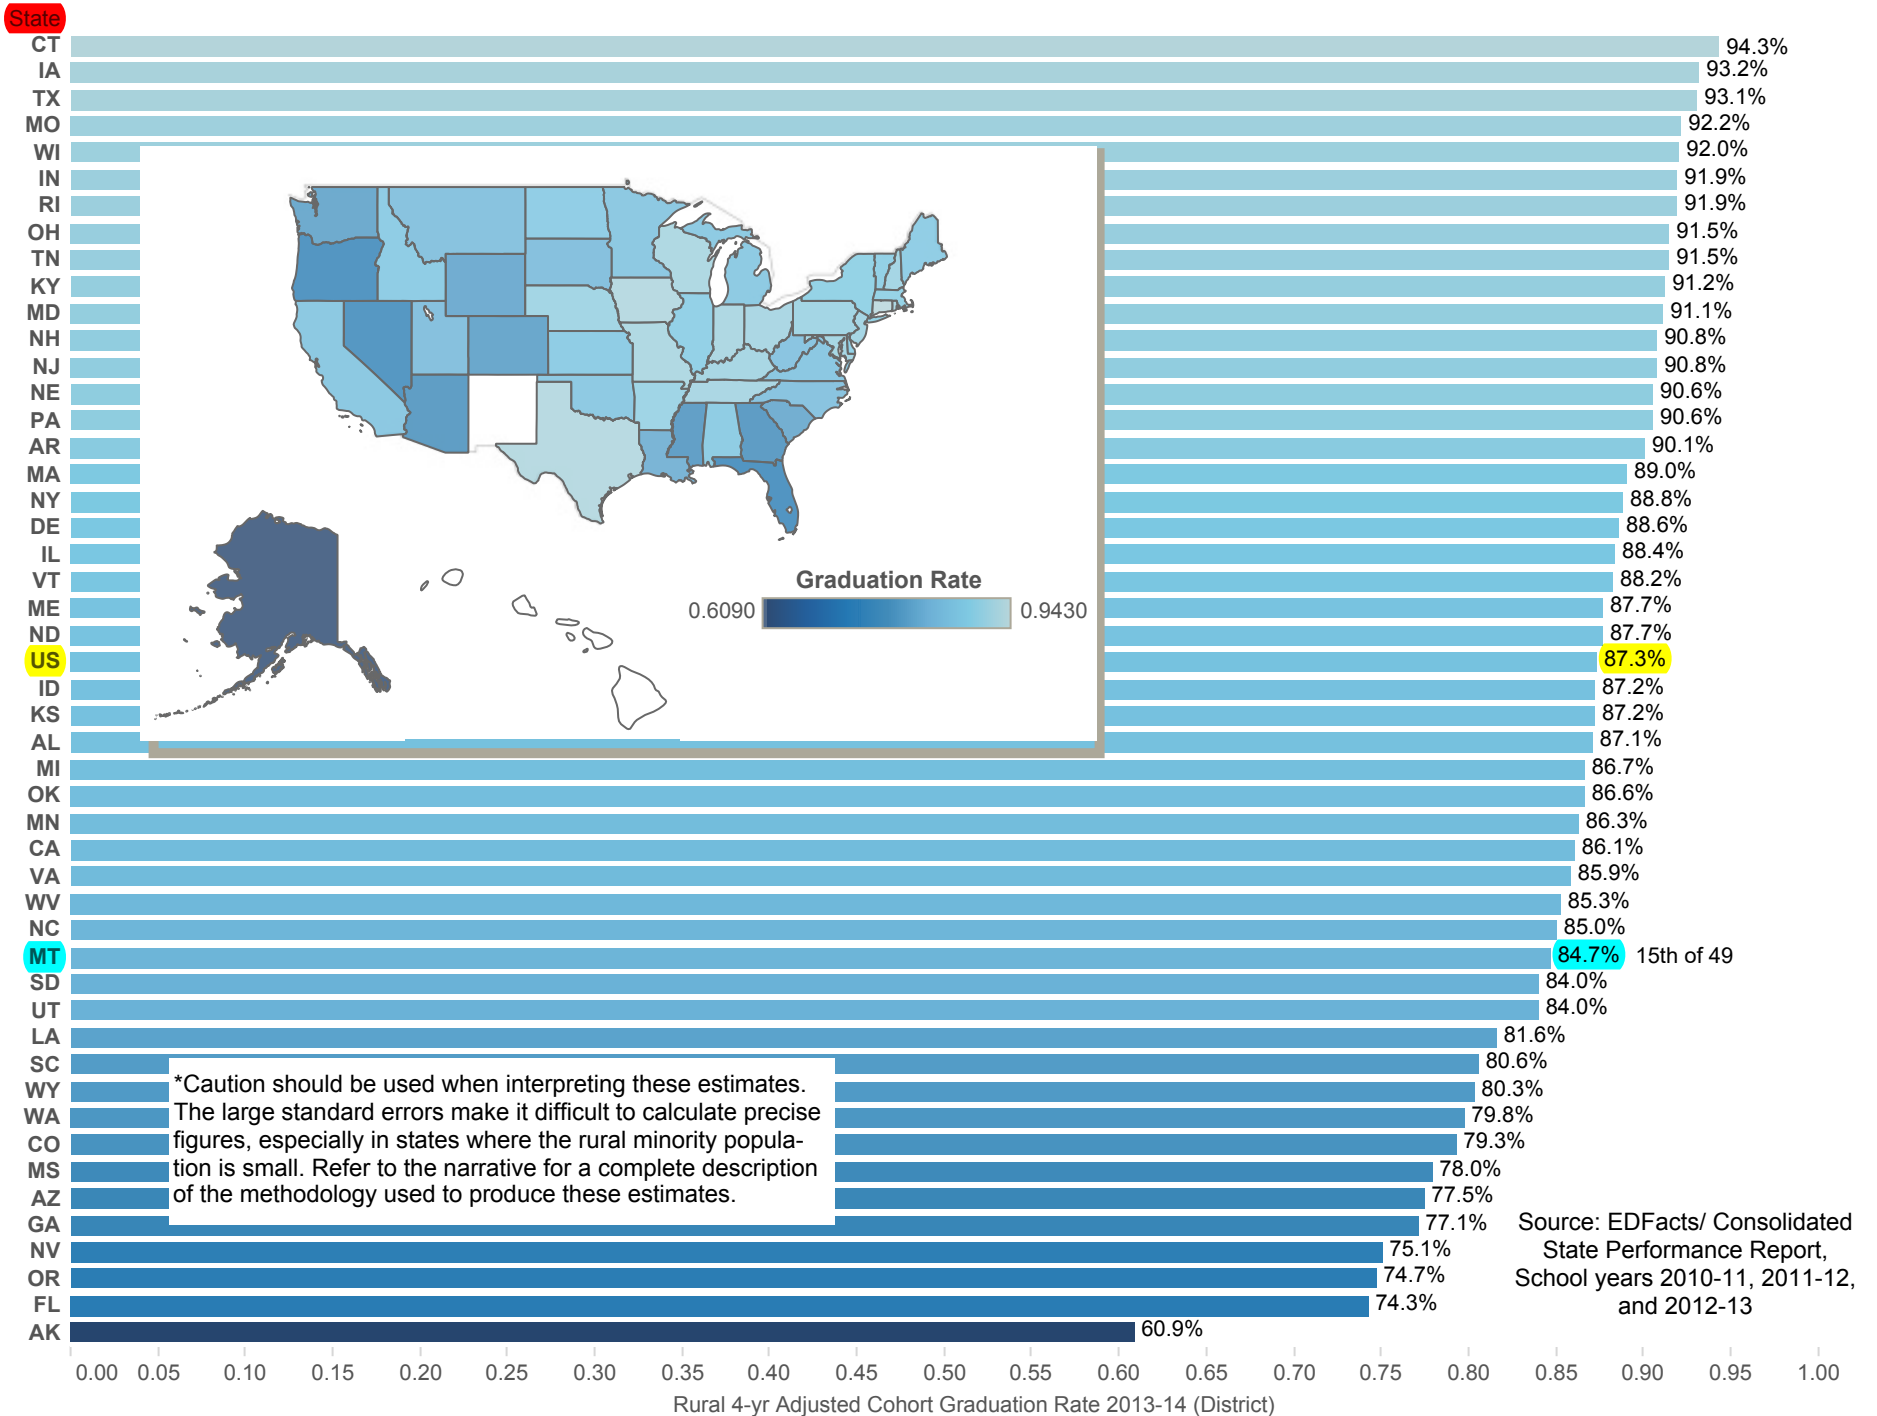 State
CT 94.3%
IA 93.2%
TX 93.1%
MO 92.2%
WI 92.0%
IN 91.9%
RI 91.9%
OH 91.5%
TN 91.5%
KY 91.2%
MD 91.1%
NH 90.8%
NJ 90.8%
NE 90.6%
PA 90.6%
AR 90.1%
MA 89.0%
NY 88.8%
DE 88.6%
IL 88.4%
VT 88.2%
ME 87.7%
ND 87.7%
US 87.3%
ID 87.2%
KS 87.2%
AL 87.1%
MI 86.7%
OK 86.6%
MN 86.3%
CA 86.1%
VA 85.9%
WV 85.3%
NC 85.0%
MT 84.7% 15th of 49
SD 84.0%
UT 84.0%
LA 81.6%
SC 80.6%
WY 80.3%
WA 79.8%
CO 79.3%
MS 78.0%
AZ 77.5%
GA 77.1%
NV 75.1%
OR 74.7%
FL 74.3%
AK 60.9%
Graduation Rate
0.6090 0.9430
*Caution should be used when interpreting these estimates.
The large standard errors make it difficult to calculate precise
figures, especially in states where the rural minority popula-
tion is small. Refer to the narrative for a complete description
of the methodology used to produce these estimates.
Source: EDFacts/ Consolidated
State Performance Report,
School years 2010-11, 2011-12,
and 2012-13
0.00 0.05 0.10 0.15 0.20 0.25 0.30 0.35 0.40 0.45 0.50 0.55 0.60 0.65 0.70 0.75 0.80 0.85 0.90 0.95 1.00
Rural 4-yr Adjusted Cohort Graduation Rate 2013-14 (District)